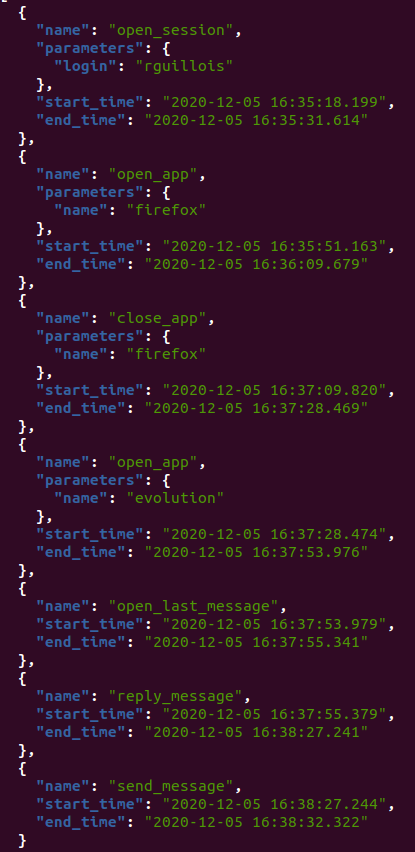 {
"name": "open_session",
"parameters": {
"login": "rguillois"
},
"start_time": "2020-12-05 16:35:18.199",
"end_time": "2020-12-05 16:35:31.614"
},
{
"name": "open_app",
"parameters": {
"name": "firefox"
},
"start_time": "2020-12-05 16:35:51.163",
"end_time": "2020-12-05 16:36:09.679"
},
{
"name": "close_app",
"parameters": {
"name": "firefox"
},
"start_time": "2020-12-05 16:37:09.820",
"end_time": "2020-12-05 16:37:28.469"
},
{
"name": "open_app",
"parameters": {
"name": "evolution"
},
"start_time": "2020-12-05 16:37:28.474",
"end_time": "2020-12-05 16:37:53.976"
},
{
"name": "open_last_message",
"start_time": "2020-12-05 16:37:53.979",
"end_time": "2020-12-05 16:37:55.341"
},
{
"name": "reply_message",
"start_time": "2020-12-05 16:37:55.379",
"end_time": "2020-12-05 16:38:27.241"
},
{
"name": "send_message",
"start_time": "2020-12-05 16:38:27.244",
"end_time": "2020-12-05 16:38:32.322"
}